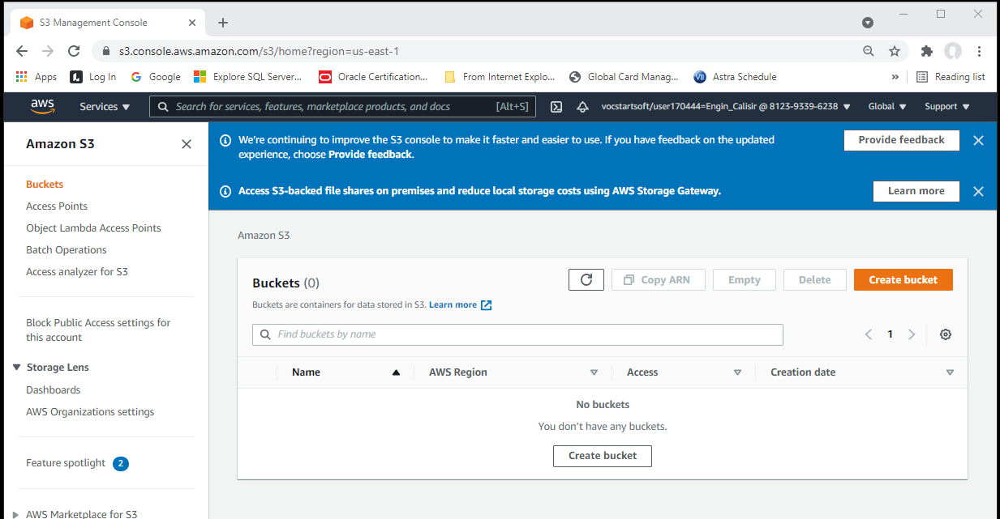 S3 Management Console
s3.console.aws.amazon.com/s3/home?region=us-east-1
Apps Log In Google Explore SQL Server... Oracle Certification... From Internet Explo... Global Card Manag... Astra Schedule » Reading list
aws Services ▼ Search for services, features, marketplace products, and docs [Alt+S] vocstartsoft/user170444=Engin_Calisir @ 8123-9339-6238 ▼ Global ▼ Support ▼
Amazon S3
Buckets
Access Points
Object Lambda Access Points
Batch Operations
Access analyzer for S3
Block Public Access settings for
this account
Storage Lens
Dashboards
AWS Organizations settings
Feature spotlight 2
AWS Marketplace for S3
We're continuing to improve the S3 console to make it faster and easier to use. If you have feedback on the updated
experience, choose Provide feedback.
Provide feedback
Access S3-backed file shares on premises and reduce local storage costs using AWS Storage Gateway.
Learn more
Amazon S3
Buckets (0)
Copy ARN Empty Delete Create bucket
Buckets are containers for data stored in S3. Learn more
Find buckets by name
1
Name AWS Region Access Creation date
No buckets
You don't have any buckets.
Create bucket